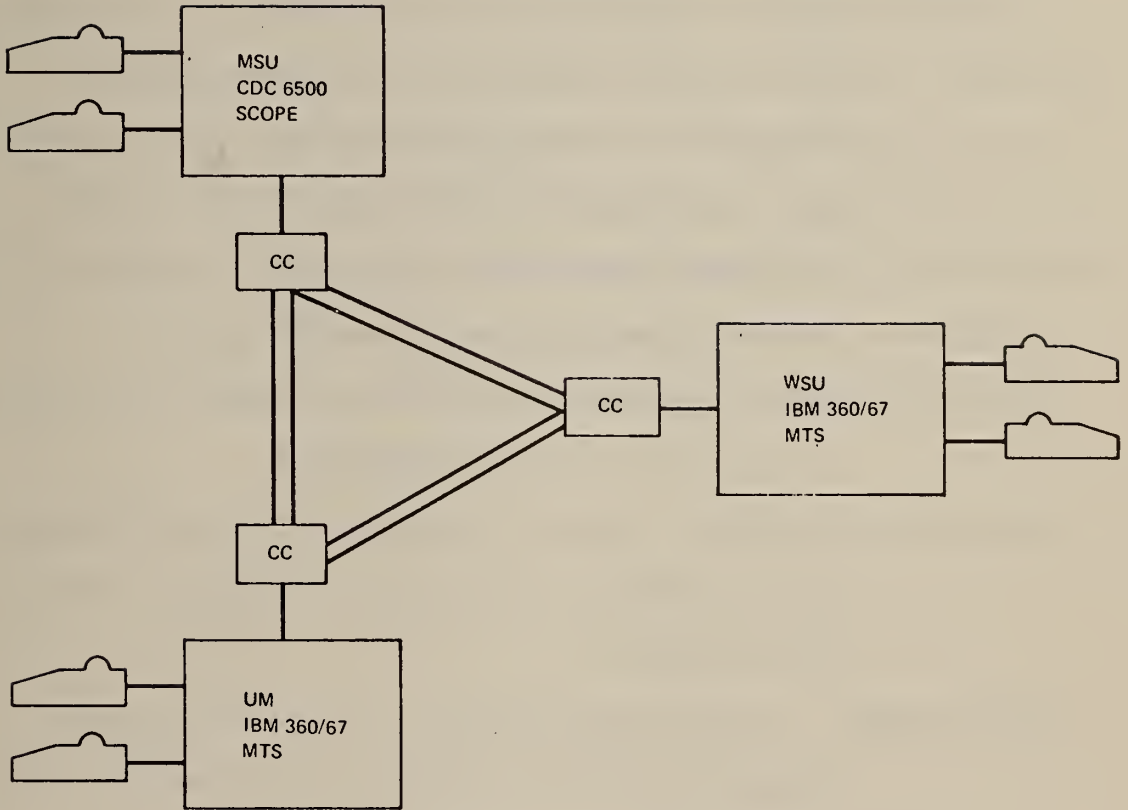 MSU
CDC 6500
SCOPE
CC
CC
WSU
IBM 360/67
MTS
CC
UM
IBM 360/67
MTS